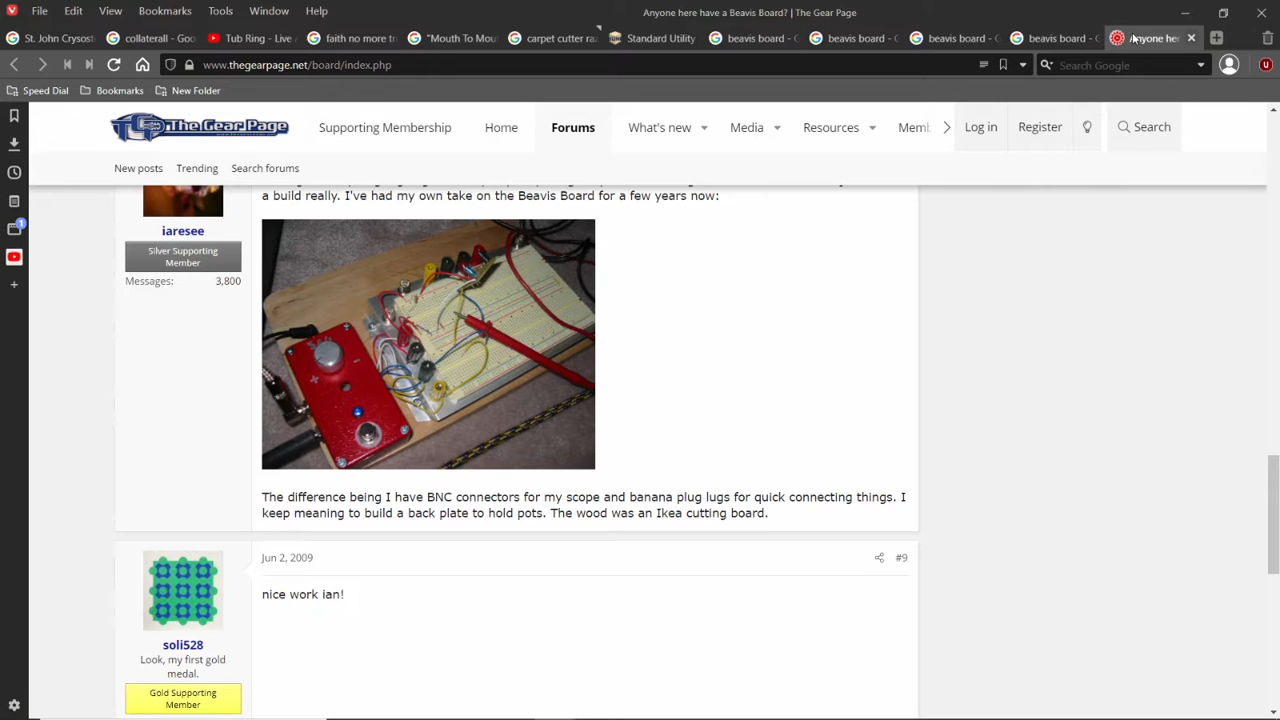 File Edit View Bookmarks Tools Window Help
Anyone here have a Beavis Board? | The Gear Page
St. John Crysost
collaterall - Goo
Tub Ring - Live A
faith no more tr
"Mouth To Mou
carpet cutter raz
Standard Utility
beavis board - G
beavis board - G
beavis board - G
beavis board - G
Anyone her
www.thegearpage.net/board/index.php
Search Google
Speed Dial
Bookmarks
New Folder
The Gear Page
Supporting Membership
Home
Forums
What's new
Media
Resources
Memb
Log in
Register
Search
New posts
Trending
Search forums
a build really. I've had my own take on the Beavis Board for a few years now:
iaresee
Silver Supporting
Member
Messages: 3,800
The difference being I have BNC connectors for my scope and banana plug lugs for quick connecting things. I
keep meaning to build a back plate to hold pots. The wood was an Ikea cutting board.
Jun 2, 2009
#9
nice work ian!
soli528
Look, my first gold
medal.
Gold Supporting
Member